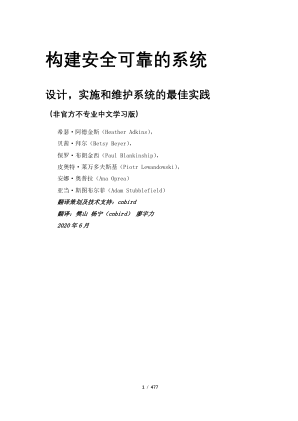 构建安全可靠的系统
设计，实施和维护系统的最佳实践
（非官方不专业中文学习版）
希瑟·阿德金斯（Heather Adkins）；
贝茜·拜尔（Betsy Beyer），
保罗·布兰金西（Paul Blankinship），
皮奥特·莱万多夫斯基（Piotr Lewandowski）；
安娜·奥普拉（Ana Oprea）
亚当·斯图布尔菲（Adam Stubblefield）
翻译策划及技术支持：cobird
翻译：樊山 杨宁（cobird） 廖宇力
2020 年 6 月
1 / 477